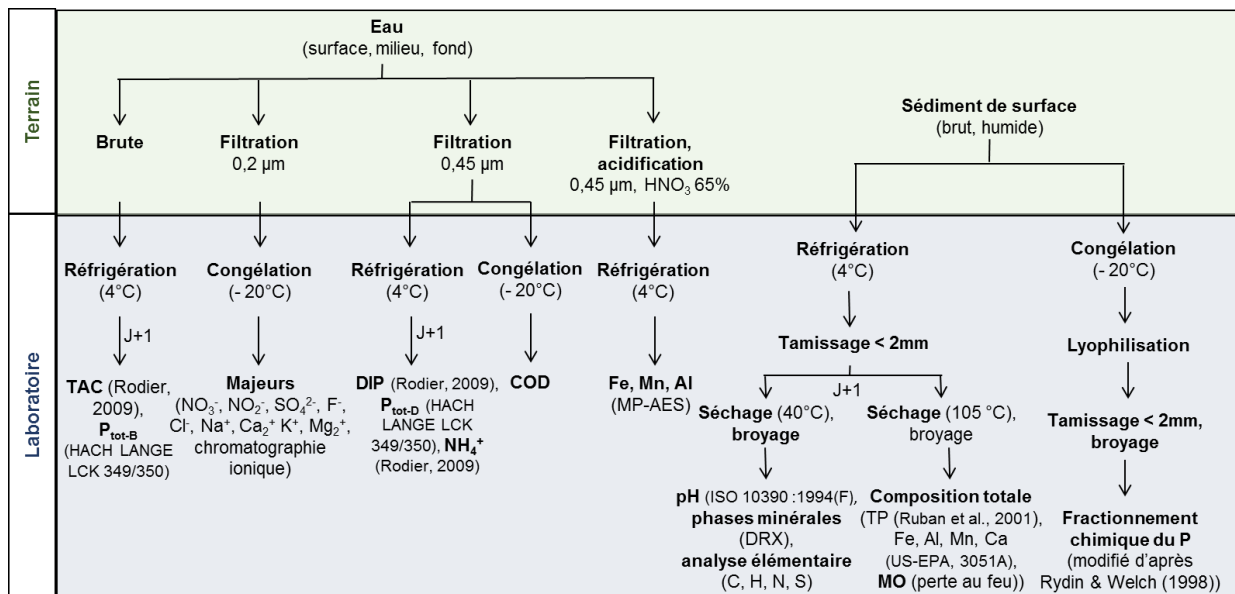 Terrain
Eau
(surface, milieu, fond)
Brute
Filtration
0,2 µm
Filtration
0,45 µm
Filtration,
acidification
0,45 µm, HNO₃ 65%
Sédiment de surface
(brut, humide)
Laboratoire
Réfrigération
(4°C)
J+1
TAC (Rodier,
2009),
P_tot-B
(HACH LANGE
LCK 349/350)
Congélation
(- 20°C)
Majeurs
(NO₃⁻, NO₂⁻, SO₄²⁻, F⁻,
Cl⁻, Na⁺, Ca₂⁺ K⁺, Mg₂⁺,
chromatographie
ionique)
Réfrigération
(4°C)
J+1
DIP (Rodier, 2009),
P_tot-D (HACH
LANGE LCK
349/350), NH₄⁺
(Rodier, 2009)
Congélation
(- 20°C)
COD
Réfrigération
(4°C)
Fe, Mn, Al
(MP-AES)
Réfrigération
(4°C)
Tamissage < 2mm
J+1
Séchage (40°C),
broyage
pH (ISO 10390 :1994(F),
phases minérales
(DRX),
analyse élémentaire
(C, H, N, S)
Séchage (105 °C),
broyage
Composition totale
(TP (Ruban et al., 2001),
Fe, Al, Mn, Ca
(US-EPA, 3051A),
MO (perte au feu))
Congélation
(- 20°C)
Lyophilisation
Tamissage < 2mm,
broyage
Fractionnement
chimique du P
(modifié d'après
Rydin & Welch (1998))